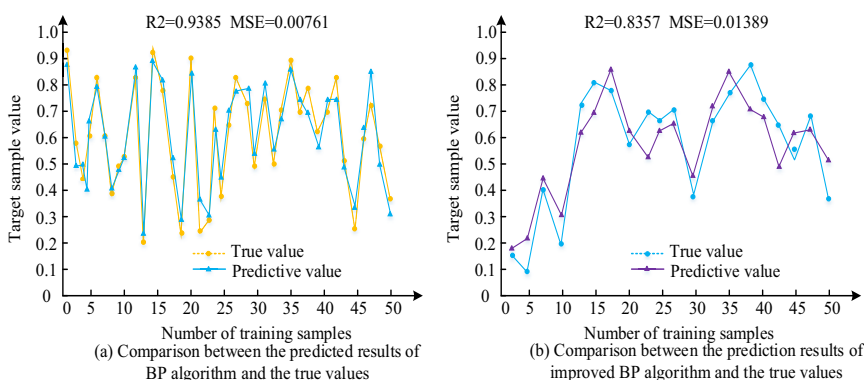 R2=0.9385 MSE=0.00761
Target sample value
1.0
0.9
0.8
0.7
0.6
0.5
0.4
0.3
0.2
0.1
0
True value
Predictive value
0 5 10 15 20 25 30 35 40 45 50
Number of training samples
(a) Comparison between the predicted results of
BP algorithm and the true values
R2=0.8357 MSE=0.01389
Target sample value
1.0
0.9
0.8
0.7
0.6
0.5
0.4
0.3
0.2
0.1
0
True value
Predictive value
0 5 10 15 20 25 30 35 40 45 50
Number of training samples
(b) Comparison between the prediction results of
improved BP algorithm and the true values